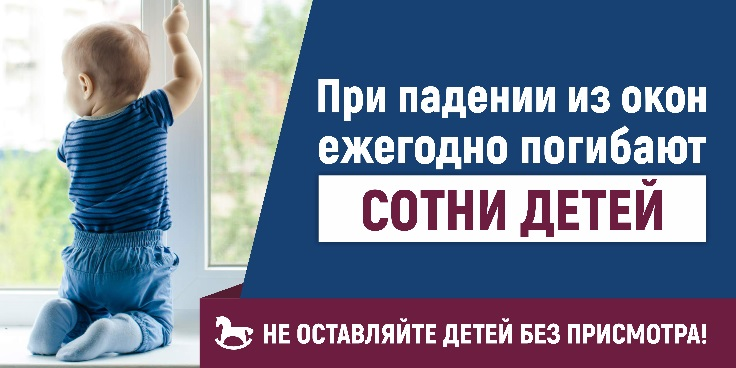 При падении из окон
ежегодно погибают
СОТНИ ДЕТЕЙ
НЕ ОСТАВЛЯЙТЕ ДЕТЕЙ БЕЗ ПРИСМОТРА!